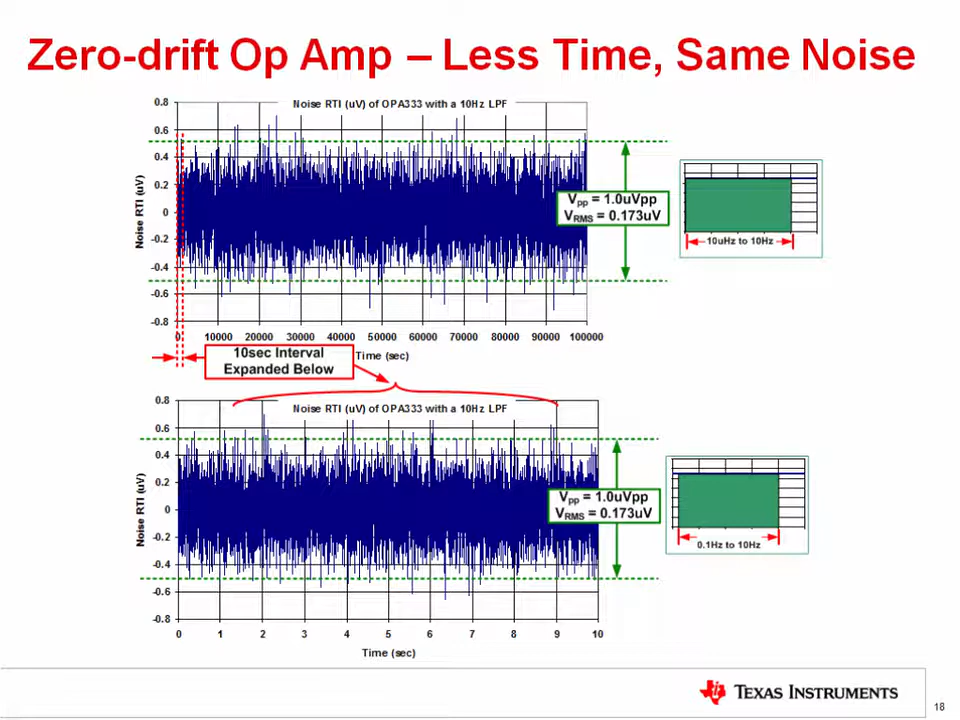 Zero-drift Op Amp – Less Time, Same Noise
Noise RTI (uV) of OPA333 with a 10Hz LPF
0.8
0.6
0.4
0.2
0
-0.2
-0.4
-0.6
-0.8
Noise RTI (uV)
0 10000 20000 30000 40000 50000 60000 70000 80000 90000 100000
Time (sec)
VPP = 1.0uVpp
VRMS = 0.173uV
10uHz to 10Hz
10sec Interval
Expanded Below
Noise RTI (uV) of OPA333 with a 10Hz LPF
0.8
0.6
0.4
0.2
0
-0.2
-0.4
-0.6
-0.8
Noise RTI (uV)
0 1 2 3 4 5 6 7 8 9 10
Time (sec)
VPP = 1.0uVpp
VRMS = 0.173uV
0.1Hz to 10Hz
TEXAS INSTRUMENTS
18